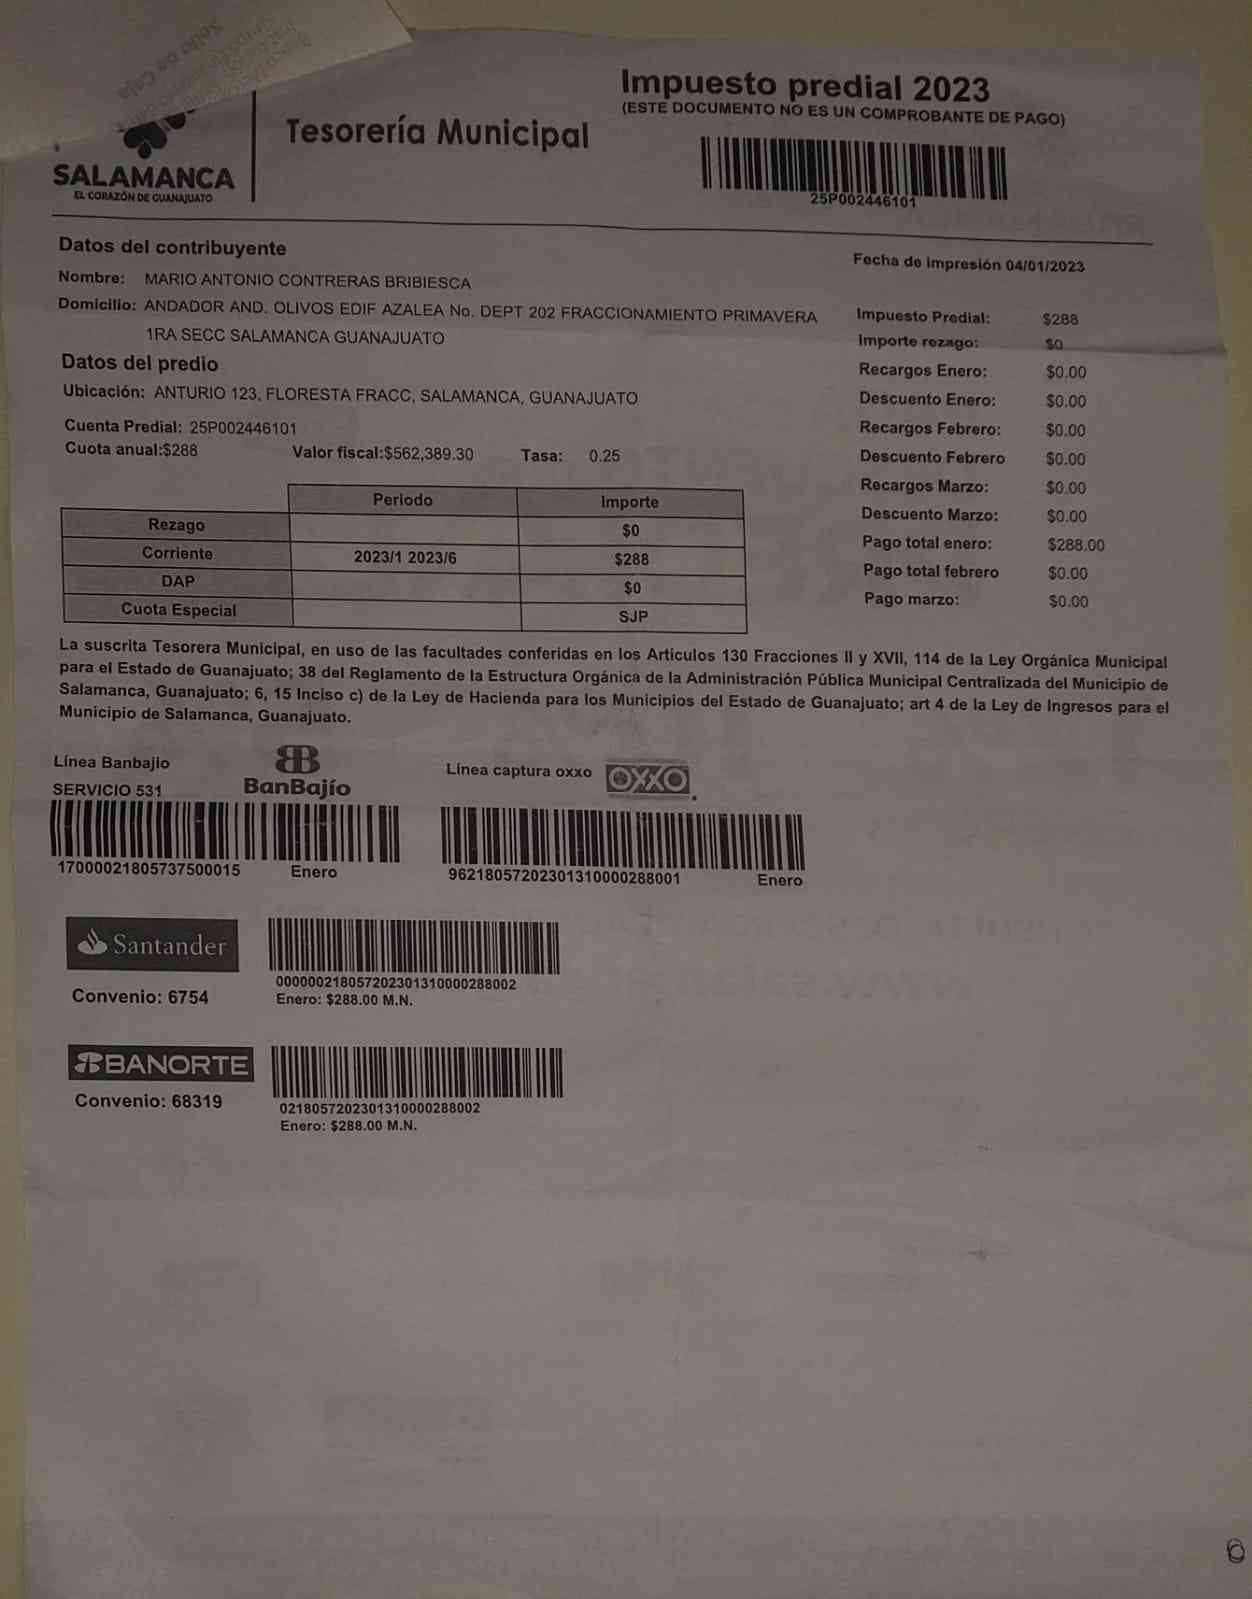 Sello de Caja
SALAMANCA
EL CORAZÓN DE GUANAJUATO
Tesorería Municipal
Impuesto predial 2023
(ESTE DOCUMENTO NO ES UN COMPROBANTE DE PAGO)
25P002446101
Datos del contribuyente
Fecha de impresión 04/01/2023
Nombre: MARIO ANTONIO CONTRERAS BRIBIESCA
Domicilio: ANDADOR AND. OLIVOS EDIF AZALEA No. DEPT 202 FRACCIONAMIENTO PRIMAVERA
1RA SECC SALAMANCA GUANAJUATO
Datos del predio
Ubicación: ANTURIO 123, FLORESTA FRACC, SALAMANCA, GUANAJUATO
Cuenta Predial: 25P002446101
Cuota anual:$288 Valor fiscal:$562,389.30 Tasa: 0.25
Impuesto Predial: $288
Importe rezago: $0
Recargos Enero: $0.00
Descuento Enero: $0.00
Recargos Febrero: $0.00
Descuento Febrero $0.00
Recargos Marzo: $0.00
Descuento Marzo: $0.00
Pago total enero: $288.00
Pago total febrero $0.00
Pago marzo: $0.00
Periodo Importe
Rezago $0
Corriente 2023/1 2023/6 $288
DAP $0
Cuota Especial SJP
La suscrita Tesorera Municipal, en uso de las facultades conferidas en los Artículos 130 Fracciones II y XVII, 114 de la Ley Orgánica Municipal
para el Estado de Guanajuato; 38 del Reglamento de la Estructura Orgánica de la Administración Pública Municipal Centralizada del Municipio de
Salamanca, Guanajuato; 6, 15 Inciso c) de la Ley de Hacienda para los Municipios del Estado de Guanajuato; art 4 de la Ley de Ingresos para el
Municipio de Salamanca, Guanajuato.
Línea Banbajio
SERVICIO 531
BanBajío
17000021805737500015 Enero
Línea captura oxxo OXXO
962180572023013100002880​01 Enero
Santander
Convenio: 6754
000000218057202301310000288002
Enero: $288.00 M.N.
BANORTE
Convenio: 68319
0218057202301310000288002
Enero: $288.00 M.N.